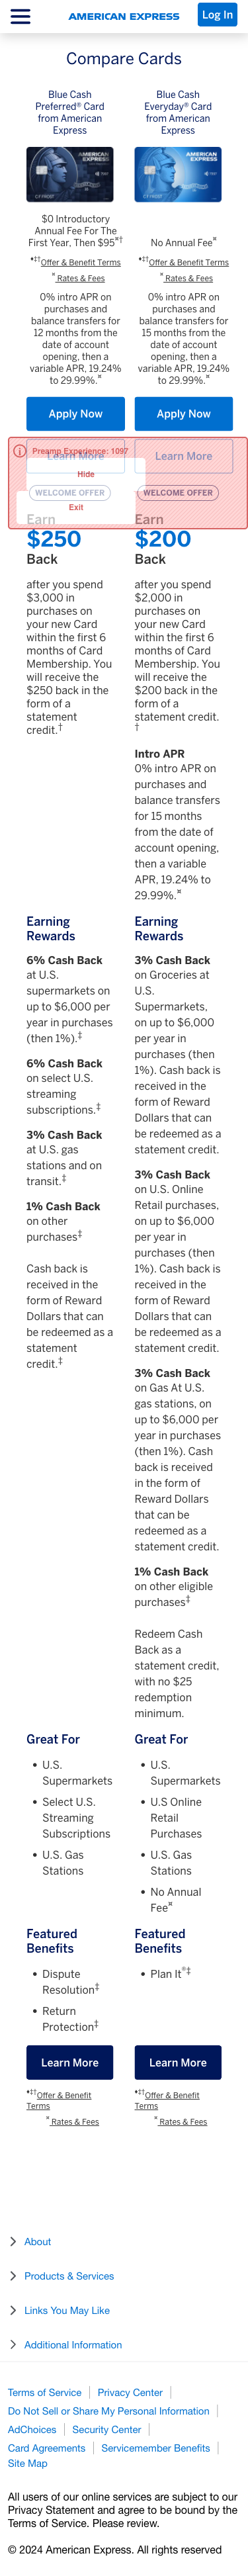 AMERICAN EXPRESS
Log In
Compare Cards
Blue Cash
Preferred® Card
from American
Express
$0 Introductory
Annual Fee For The
First Year, Then $95¤†
♦‡†Offer & Benefit Terms
¤ Rates & Fees
0% intro APR on
purchases and
balance transfers for
12 months from the
date of account
opening, then a
variable APR, 19.24%
to 29.99%.¤
Apply Now
Learn More
WELCOME OFFER
Earn
$250
Back
after you spend
$3,000 in
purchases on
your new Card
within the first 6
months of Card
Membership. You
will receive the
$250 back in the
form of a
statement
credit.†
Blue Cash
Everyday® Card
from American
Express
No Annual Fee¤
♦‡†Offer & Benefit Terms
¤ Rates & Fees
0% intro APR on
purchases and
balance transfers for
15 months from the
date of account
opening, then a
variable APR, 19.24%
to 29.99%.¤
Apply Now
Learn More
WELCOME OFFER
Earn
$200
Back
after you spend
$2,000 in
purchases on
your new Card
within the first 6
months of Card
Membership. You
will receive the
$200 back in the
form of a
statement credit.
†
Intro APR
0% intro APR on
purchases and
balance transfers
for 15 months
from the date of
account opening,
then a variable
APR, 19.24% to
29.99%.¤
Preamp Experience: 1097
Hide
Exit
Earning
Rewards
6% Cash Back
at U.S.
supermarkets on
up to $6,000 per
year in purchases
(then 1%).‡
6% Cash Back
on select U.S.
streaming
subscriptions.‡
3% Cash Back
at U.S. gas
stations and on
transit.‡
1% Cash Back
on other
purchases‡
Cash back is
received in the
form of Reward
Dollars that can
be redeemed as a
statement
credit.‡
Earning
Rewards
3% Cash Back
on Groceries at
U.S.
Supermarkets,
on up to $6,000
per year in
purchases (then
1%). Cash back is
received in the
form of Reward
Dollars that can
be redeemed as a
statement credit.
3% Cash Back
on U.S. Online
Retail purchases,
on up to $6,000
per year in
purchases (then
1%). Cash back is
received in the
form of Reward
Dollars that can
be redeemed as a
statement credit.
3% Cash Back
on Gas At U.S.
gas stations, on
up to $6,000 per
year in purchases
(then 1%). Cash
back is received
in the form of
Reward Dollars
that can be
redeemed as a
statement credit.
1% Cash Back
on other eligible
purchases‡
Redeem Cash
Back as a
statement credit,
with no $25
redemption
minimum.
Great For
• U.S.
Supermarkets
• Select U.S.
Streaming
Subscriptions
• U.S. Gas
Stations
Great For
• U.S.
Supermarkets
• U.S Online
Retail
Purchases
• U.S. Gas
Stations
• No Annual
Fee¤
Featured
Benefits
• Dispute
Resolution‡
• Return
Protection‡
Learn More
♦‡†Offer & Benefit
Terms
¤ Rates & Fees
Featured
Benefits
• Plan It®‡
Learn More
♦‡†Offer & Benefit
Terms
¤ Rates & Fees
About
Products & Services
Links You May Like
Additional Information
Terms of Service | Privacy Center |
Do Not Sell or Share My Personal Information |
AdChoices | Security Center |
Card Agreements | Servicemember Benefits |
Site Map
All users of our online services are subject to our
Privacy Statement and agree to be bound by the
Terms of Service. Please review.
© 2024 American Express. All rights reserved